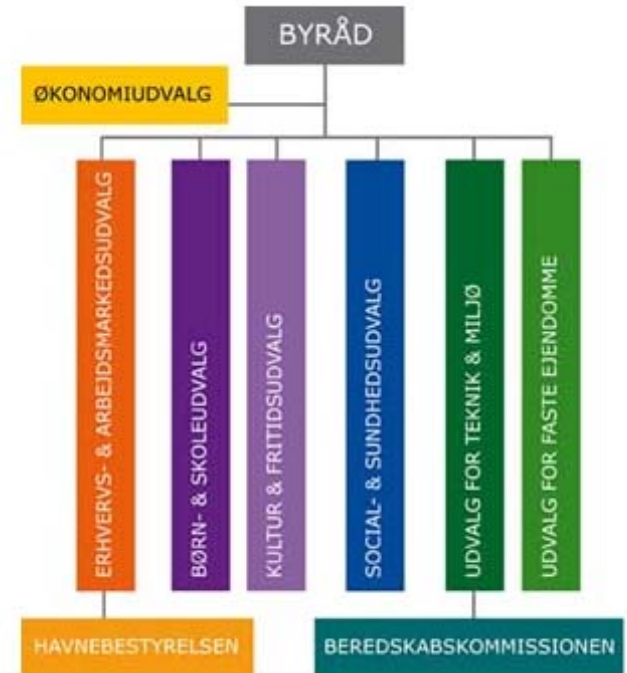 BYRÅD
ØKONOMIUDVALG
ERHVERVS- & ARBEJDSMARKEDSUDVALG
BØRN- & SKOLEUDVALG
KULTUR & FRITIDSUDVALG
SOCIAL- & SUNDHEDSUDVALG
UDVALG FOR TEKNIK & MILJØ
UDVALG FOR FASTE EJENDOMME
HAVNEBESTYRELSEN
BEREDSKABSKOMMISSIONEN